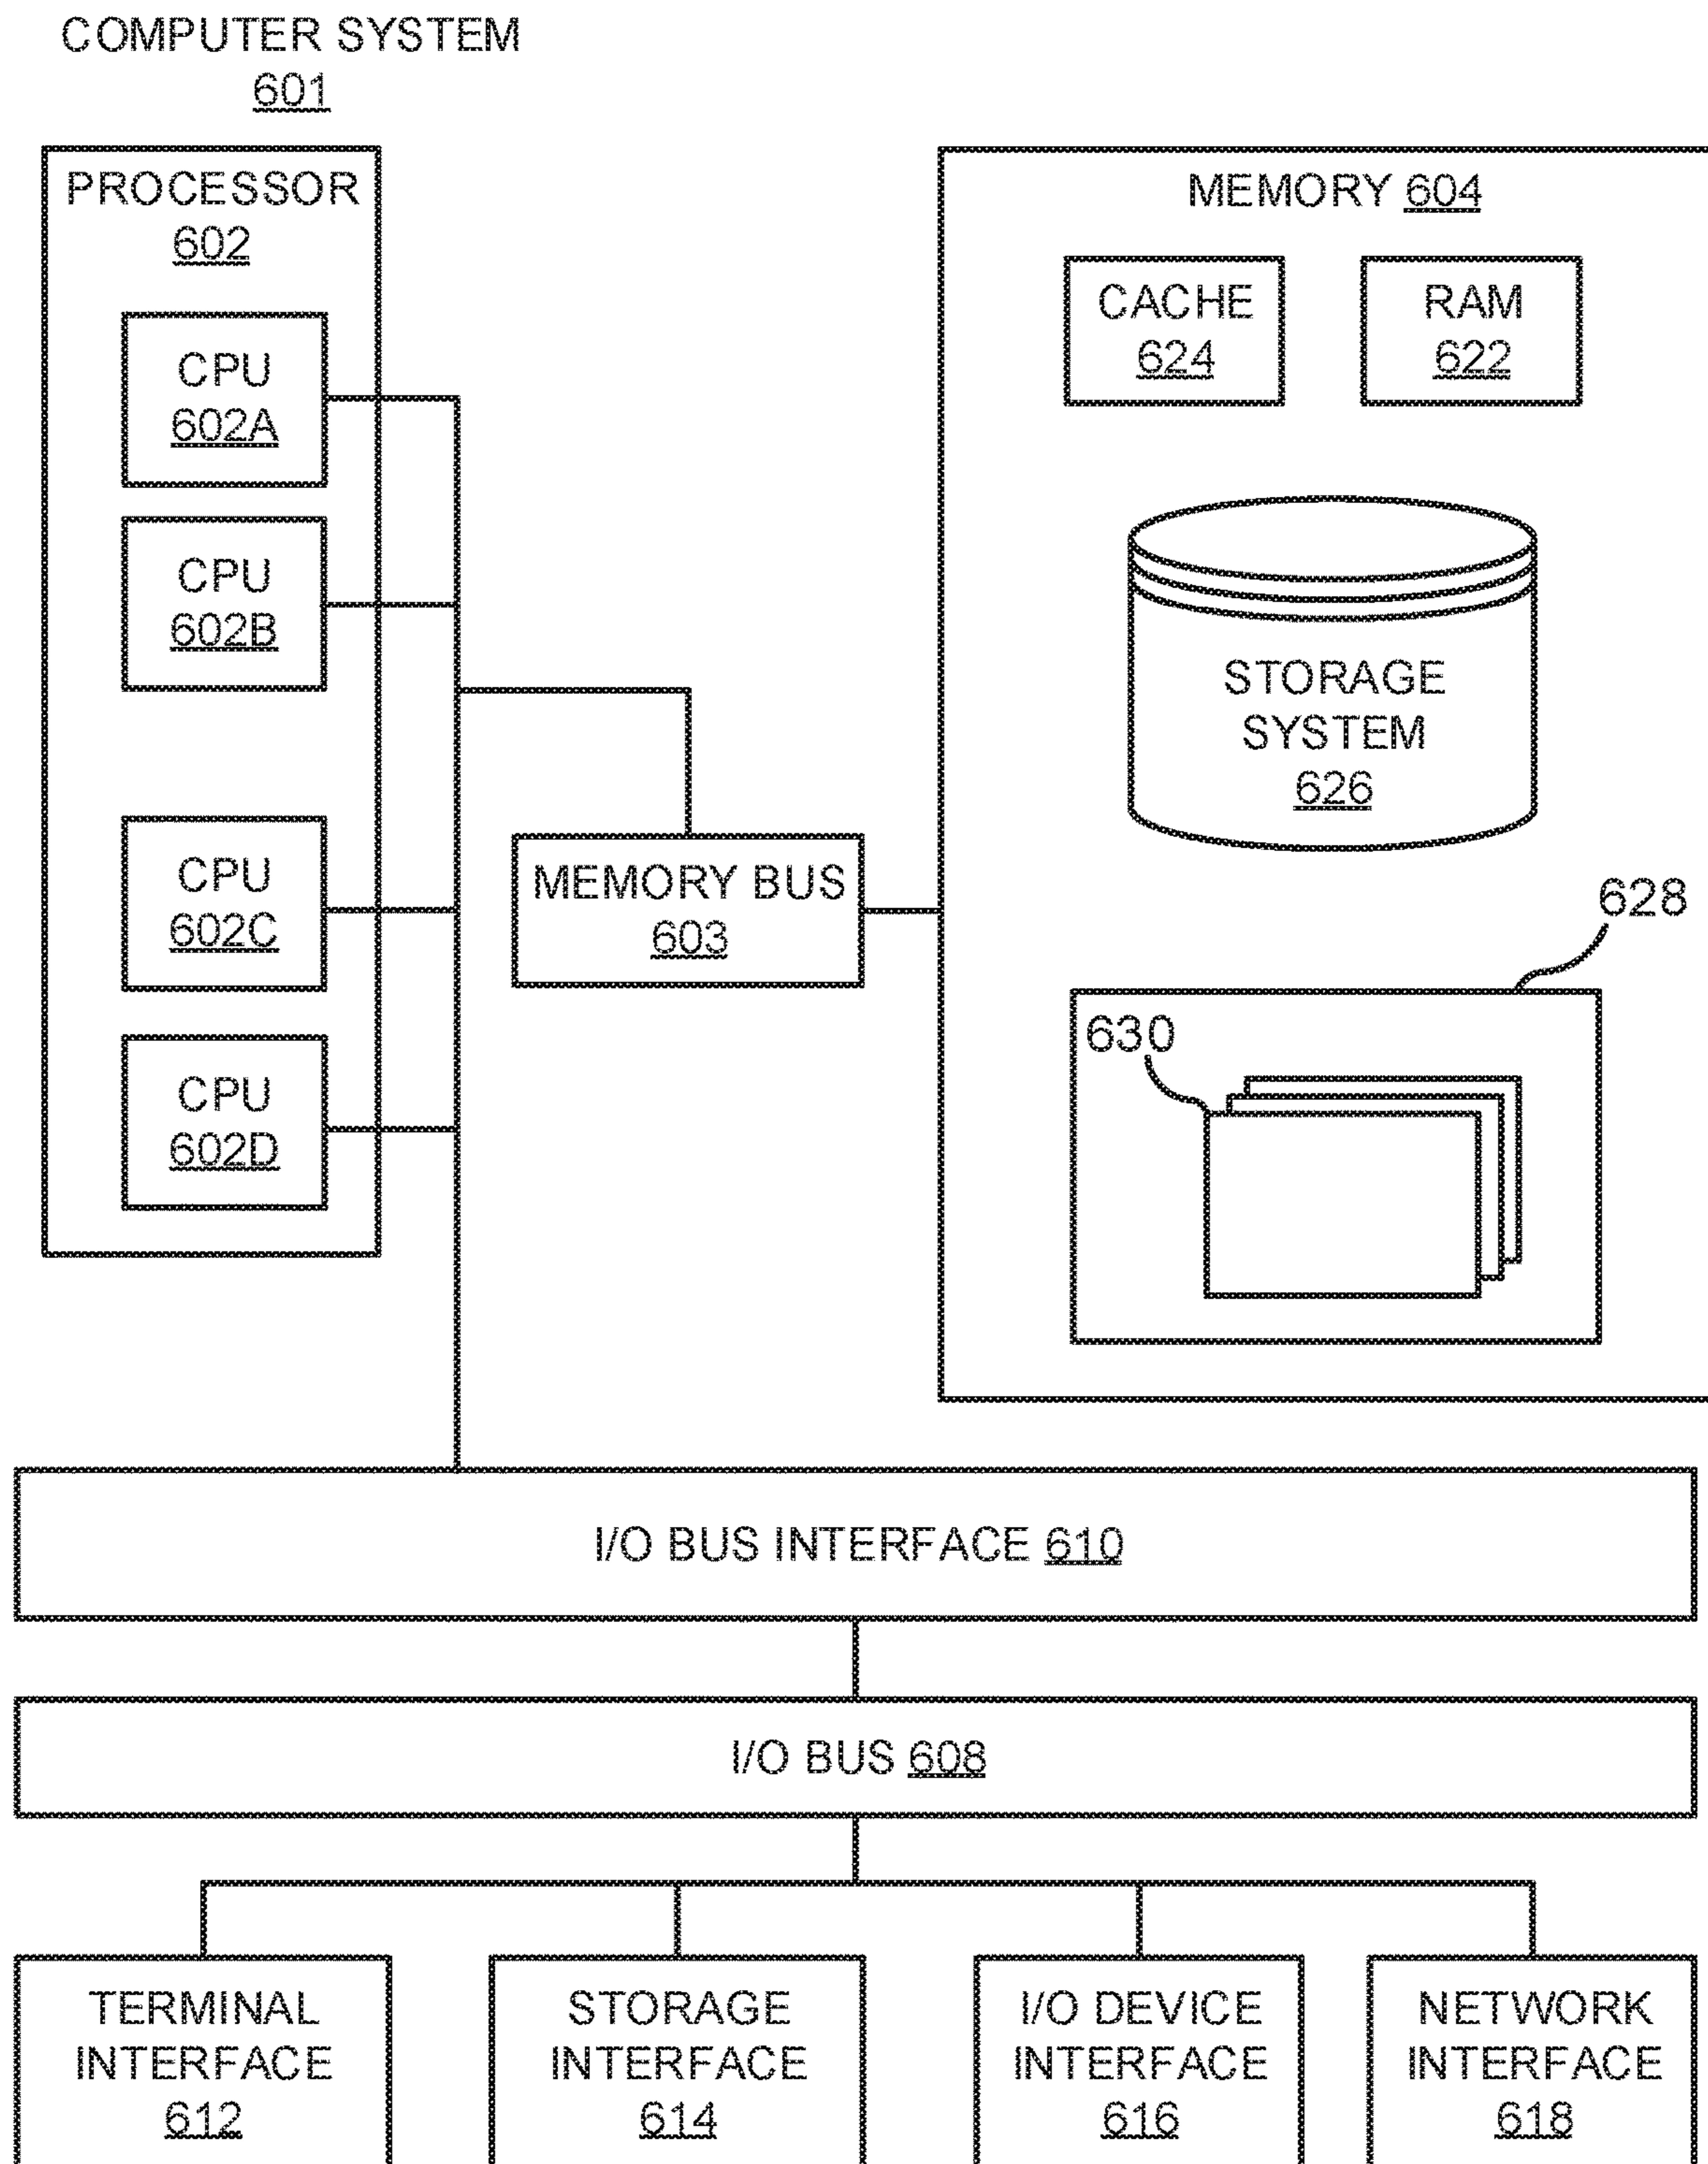 COMPUTER SYSTEM
601
PROCESSOR
602
CPU
602A
CPU
602B
CPU
602C
CPU
602D
MEMORY BUS
603
MEMORY 604
CACHE
624
RAM
622
STORAGE
SYSTEM
626
628
630
I/O BUS INTERFACE 610
I/O BUS 608
TERMINAL
INTERFACE
612
STORAGE
INTERFACE
614
I/O DEVICE
INTERFACE
616
NETWORK
INTERFACE
618